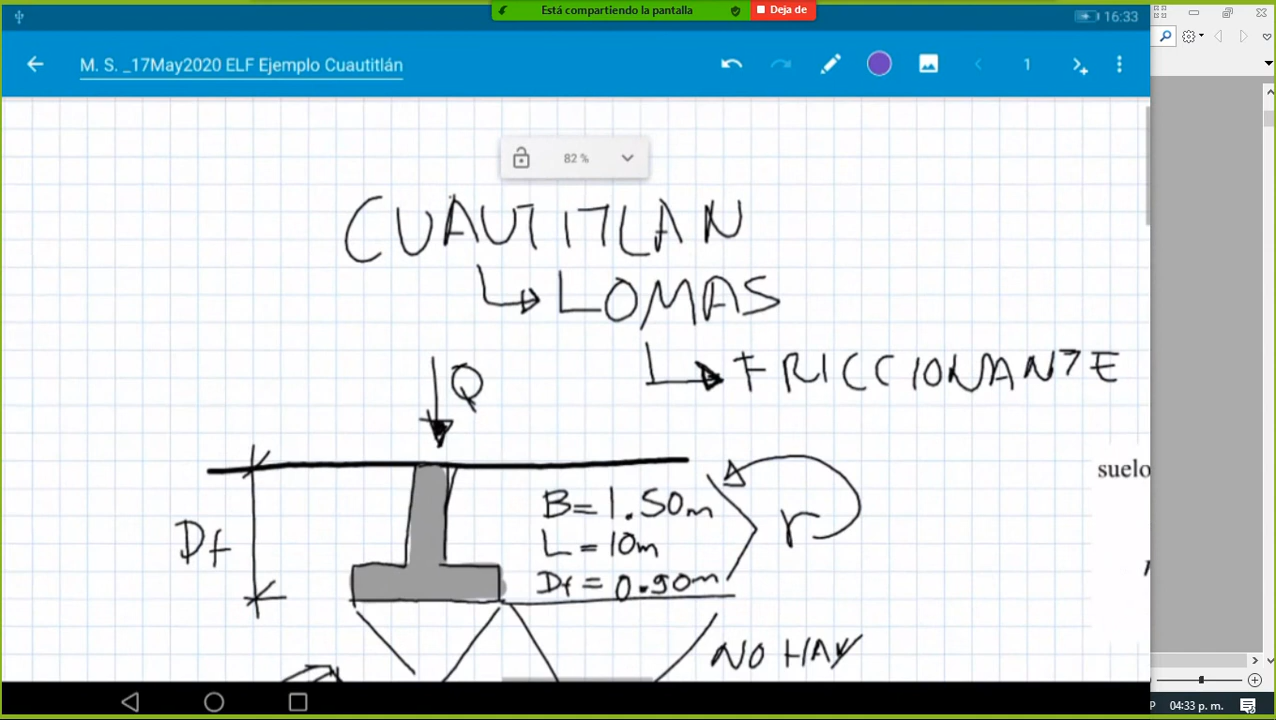 Está compartiendo la pantalla
Deja de
16:33
M. S. _17May2020 ELF Ejemplo Cuautitlán
1
82 %
CUAUTITLAN
LOMAS
FRICCIONANTE
Q
B = 1.50m
L = 10m
Df = 0.90m
r
Df
suelo
NO HAY
P 04:33 p. m.